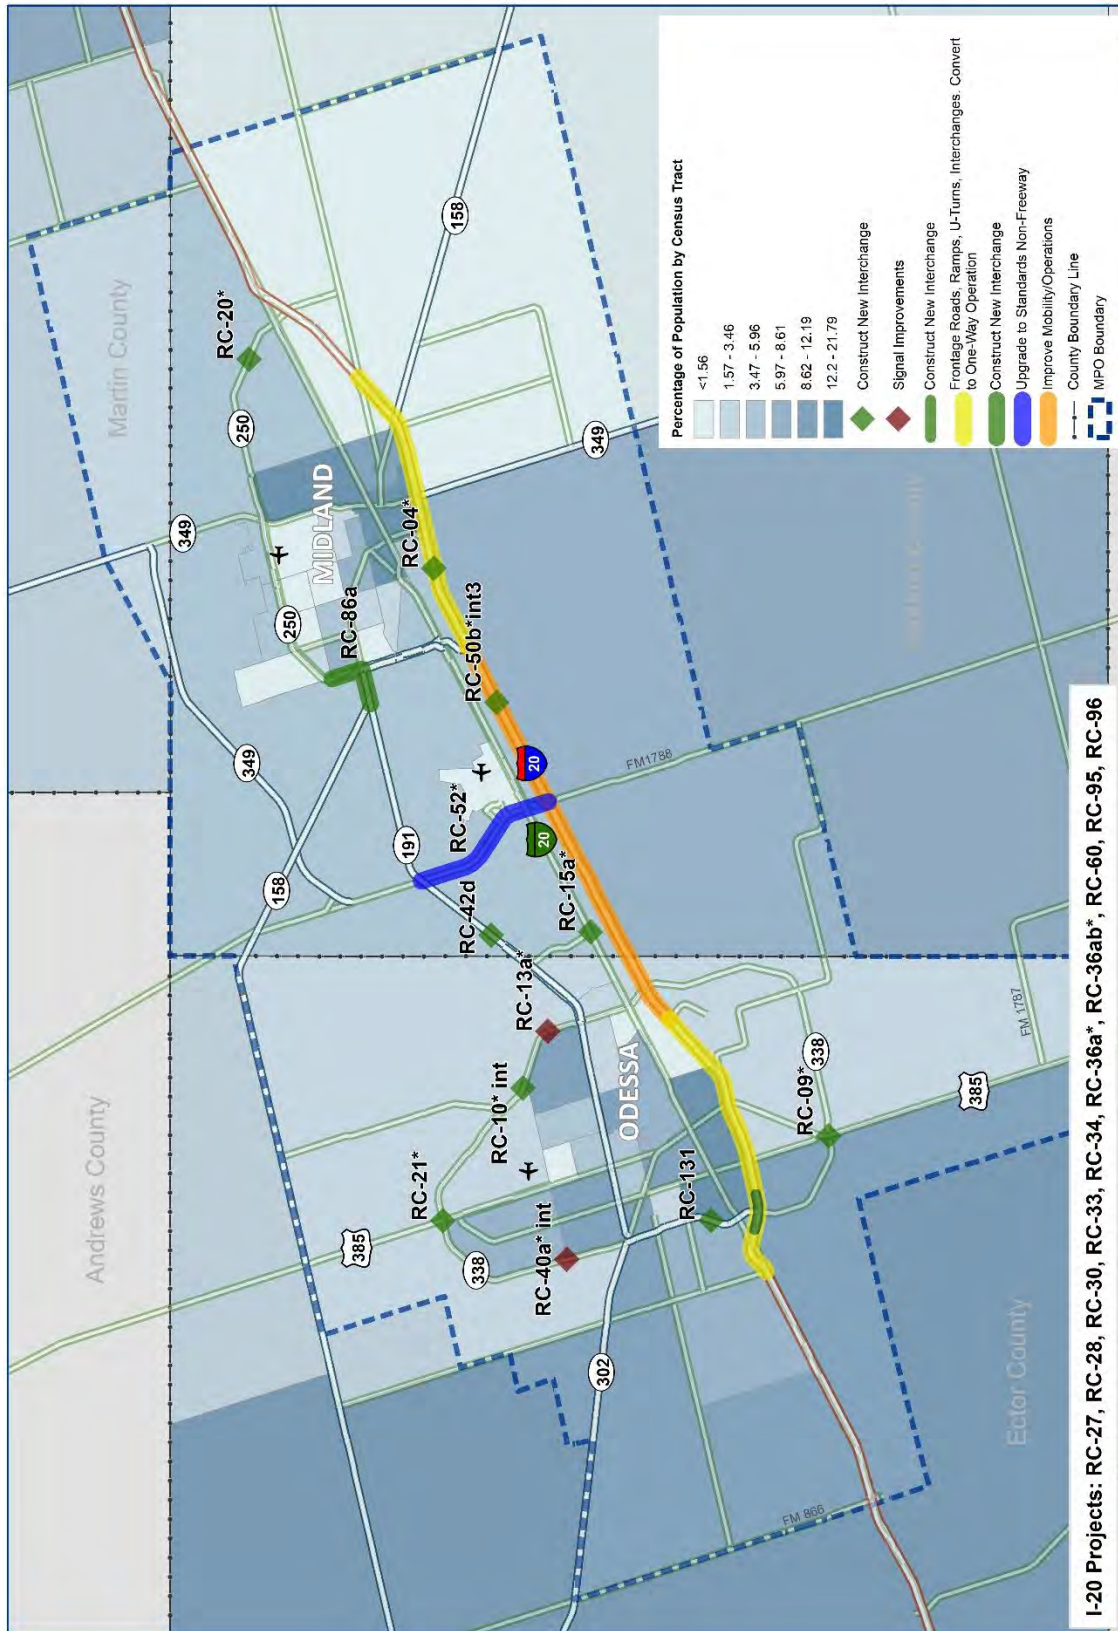 Martin County
Andrews County
Ector County
MIDLAND
ODESSA
RC-20*
RC-04*
RC-86a
RC-50b*int3
RC-52*
RC-42d
RC-15a*
RC-13a*
RC-10* int
RC-21*
RC-40a* int
RC-131
RC-09*
250
250
349
349
349
158
158
191
20
20
338
338
385
385
302
FM1788
FM 1787
FM 866
Percentage of Population by Census Tract
<1.56
1.57 - 3.46
3.47 - 5.96
5.97 - 8.61
8.62 - 12.19
12.2 - 21.79
Construct New Interchange
Signal Improvements
Construct New Interchange
Frontage Roads, Ramps, U-Turns, Interchanges. Convert
to One-Way Operation
Construct New Interchange
Upgrade to Standards Non-Freeway
Improve Mobility/Operations
County Boundary Line
MPO Boundary
I-20 Projects: RC-27, RC-28, RC-30, RC-33, RC-34, RC-36a*, RC-36ab*, RC-60, RC-95, RC-96